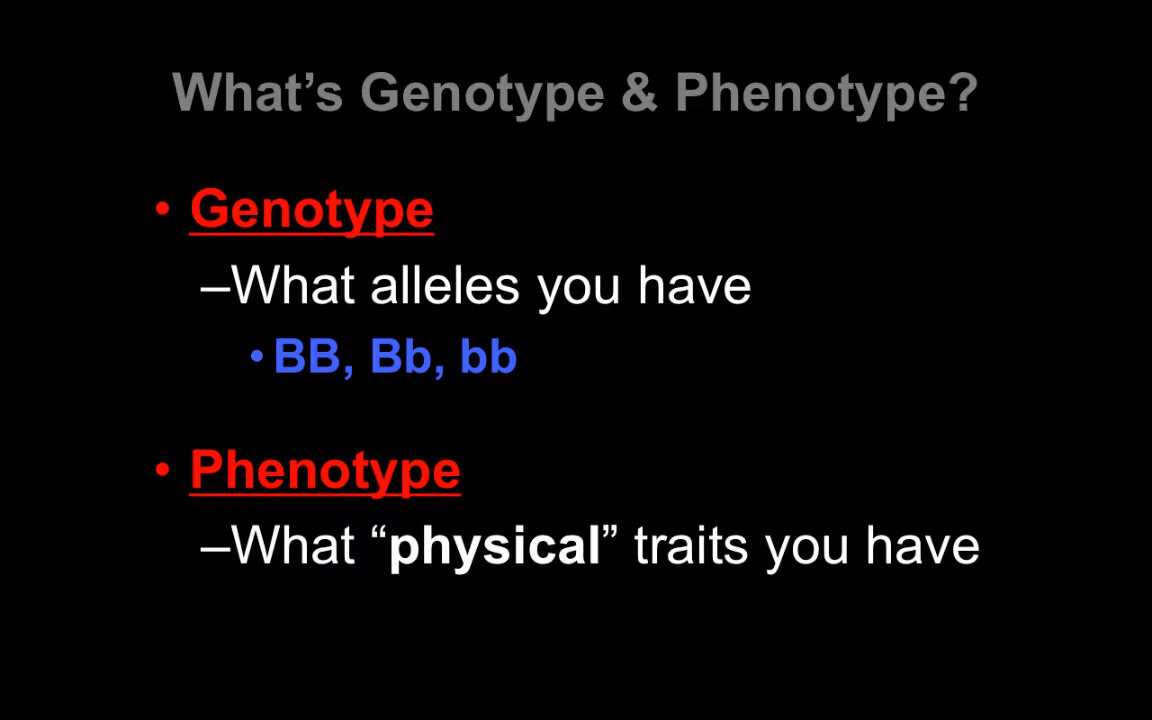 What’s Genotype & Phenotype?
• Genotype
–What alleles you have
• BB, Bb, bb
• Phenotype
–What “physical” traits you have